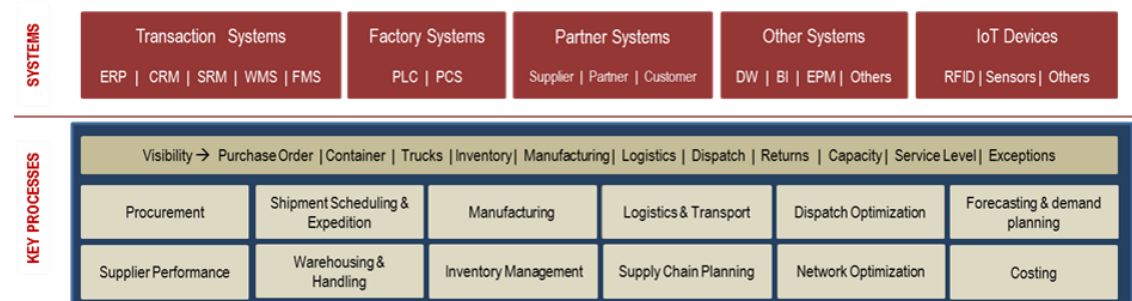 SYSTEMS
Transaction Systems
ERP | CRM | SRM | WMS | FMS
Factory Systems
PLC | PCS
Partner Systems
Supplier | Partner | Customer
Other Systems
DW | BI | EPM | Others
IoT Devices
RFID | Sensors | Others
KEY PROCESSES
Visibility → Purchase Order | Container | Trucks | Inventory | Manufacturing | Logistics | Dispatch | Returns | Capacity | Service Level | Exceptions
Procurement
Shipment Scheduling &
Expedition
Manufacturing
Logistics & Transport
Dispatch Optimization
Forecasting & demand
planning
Supplier Performance
Warehousing &
Handling
Inventory Management
Supply Chain Planning
Network Optimization
Costing